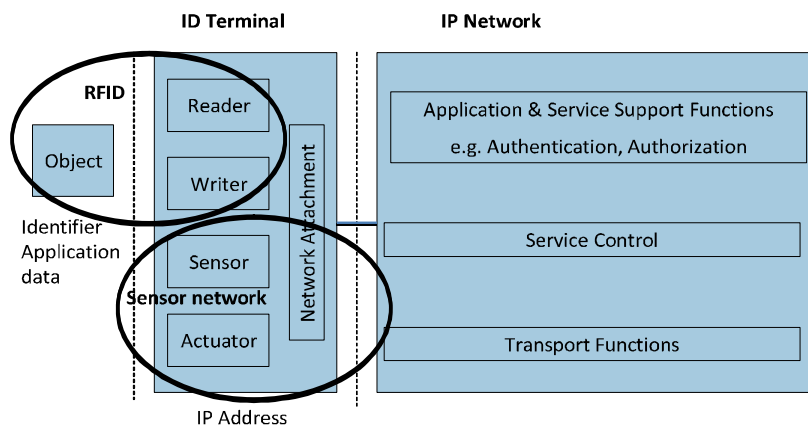 ID Terminal
IP Network
RFID
Reader
Object
Writer
Identifier
Application
data
Sensor
Sensor network
Actuator
Network Attachment
IP Address
Application & Service Support Functions
e.g. Authentication, Authorization
Service Control
Transport Functions